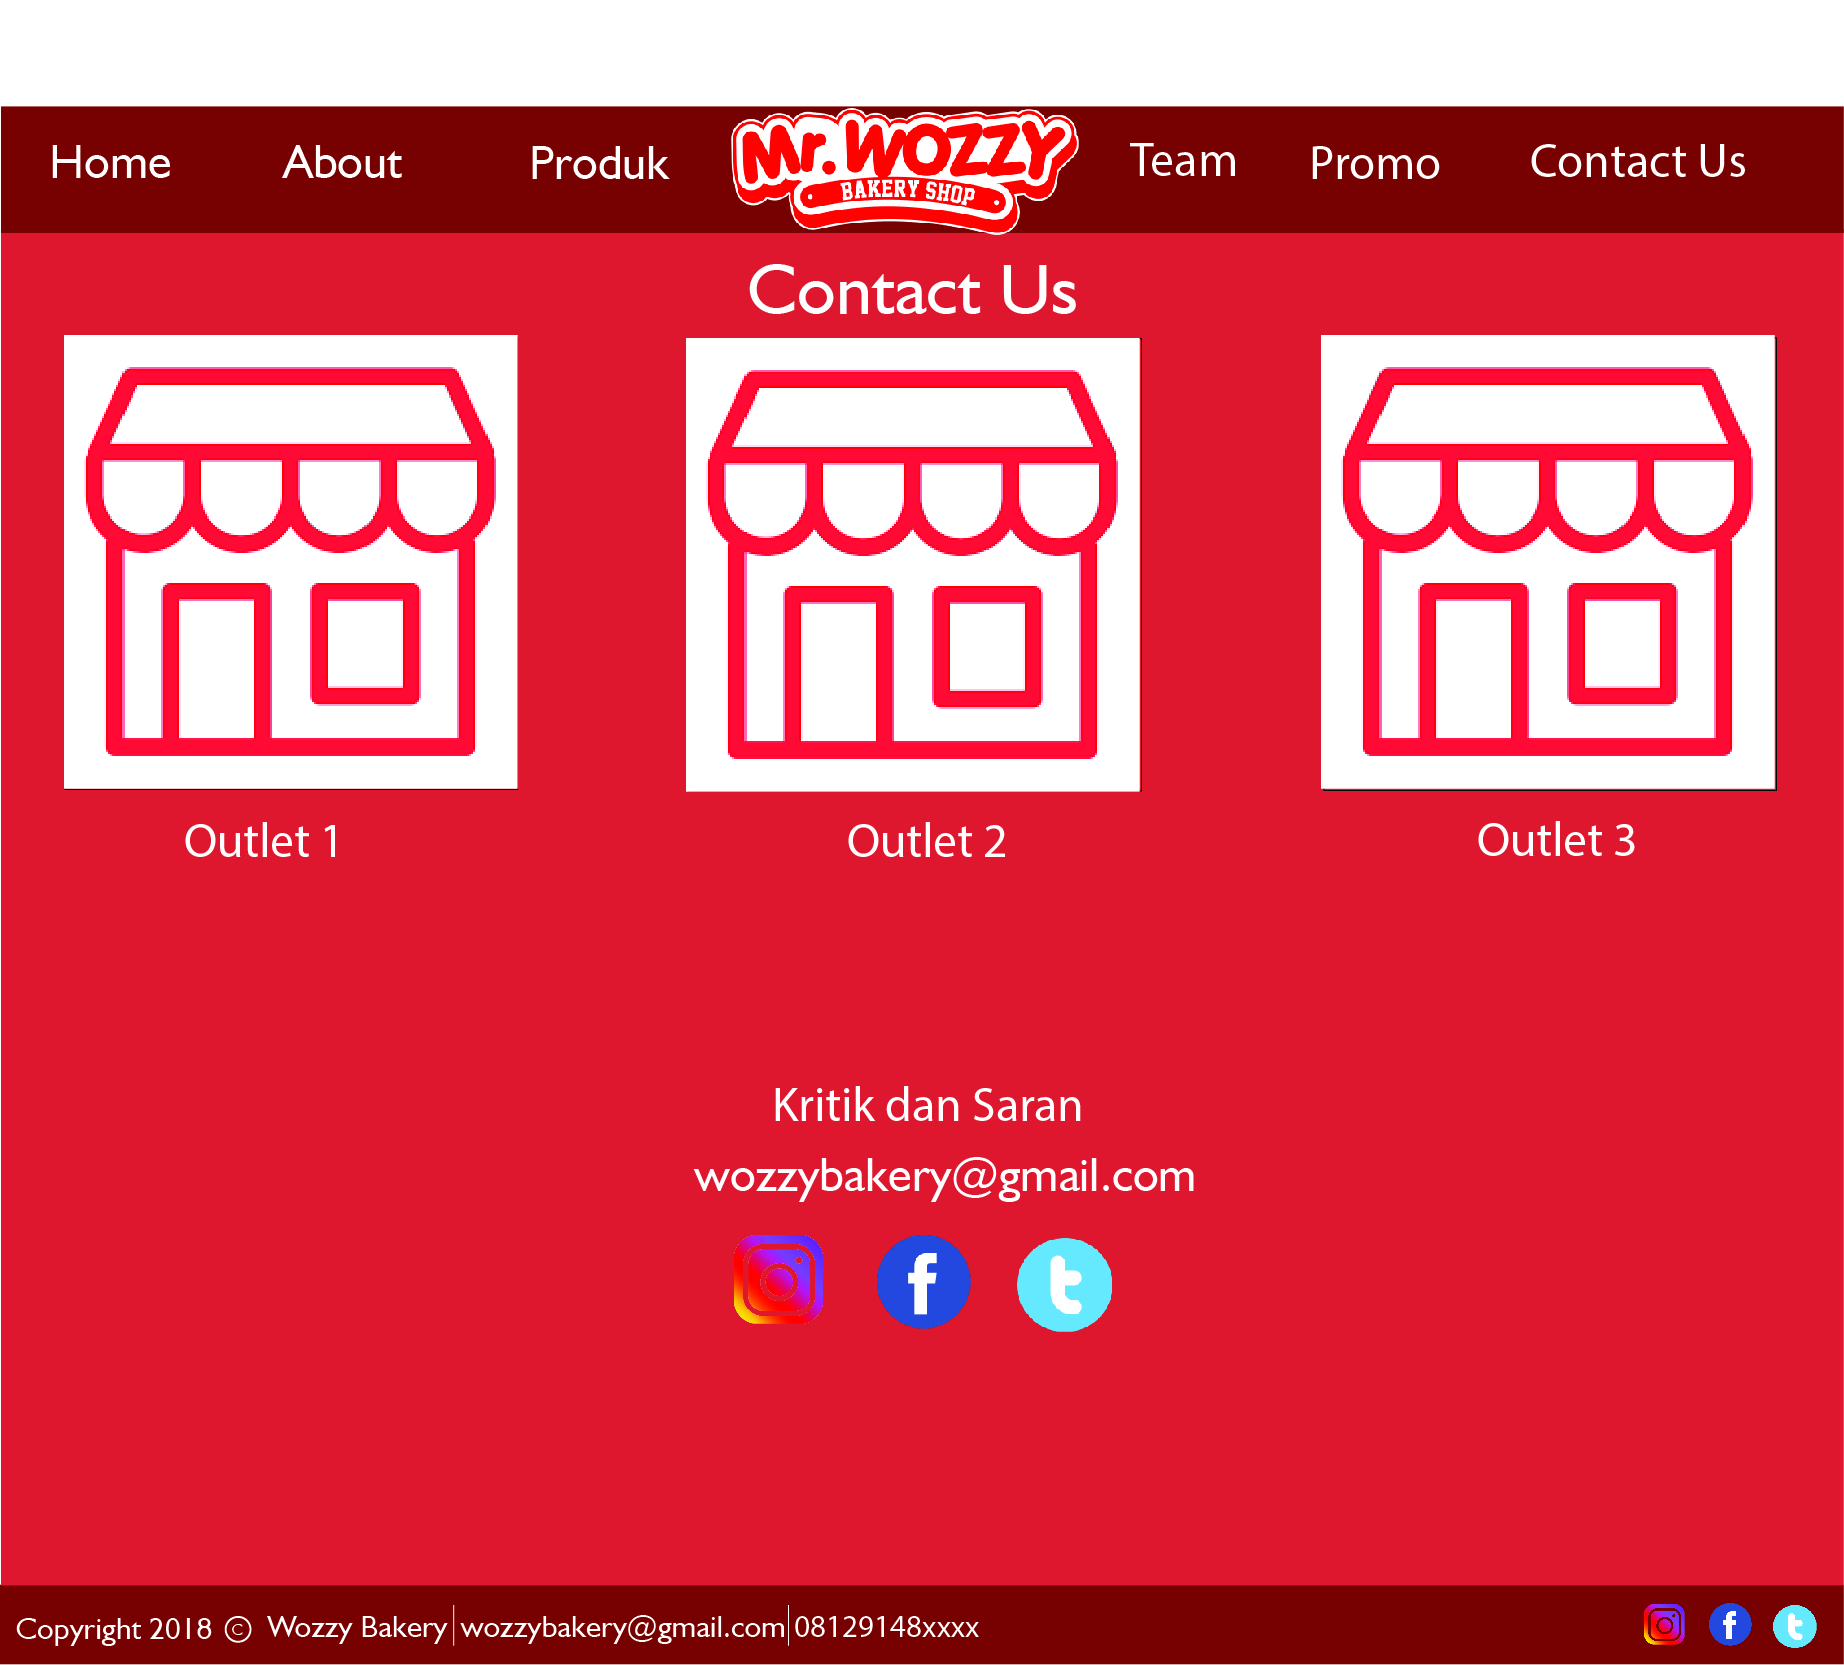 Home About Produk Mr. WOZZY Team Promo Contact Us
BAKERY SHOP
Contact Us
Outlet 1 Outlet 2 Outlet 3
Kritik dan Saran
wozzybakery@gmail.com
Copyright 2018 © Wozzy Bakery wozzybakery@gmail.com 08129148xxxx